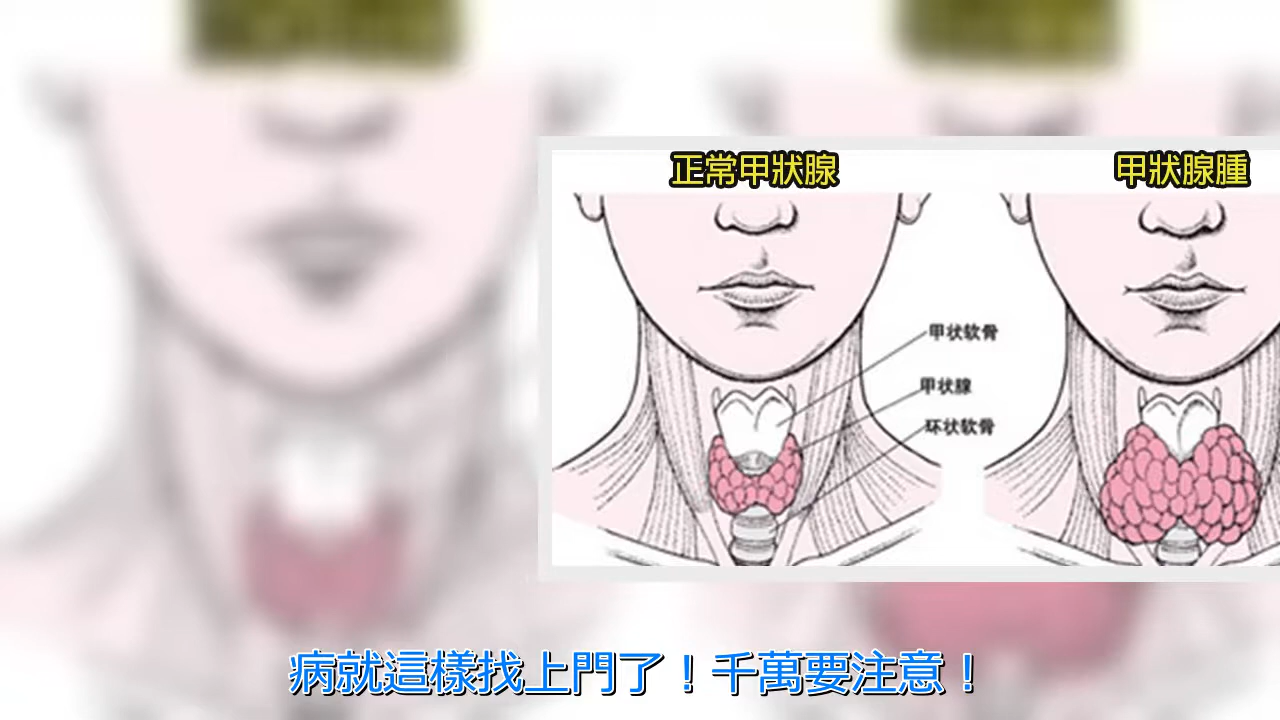 正常甲狀腺
甲狀腺腫
甲状软骨
甲状腺
环状软骨
病就這樣找上門了！千萬要注意！